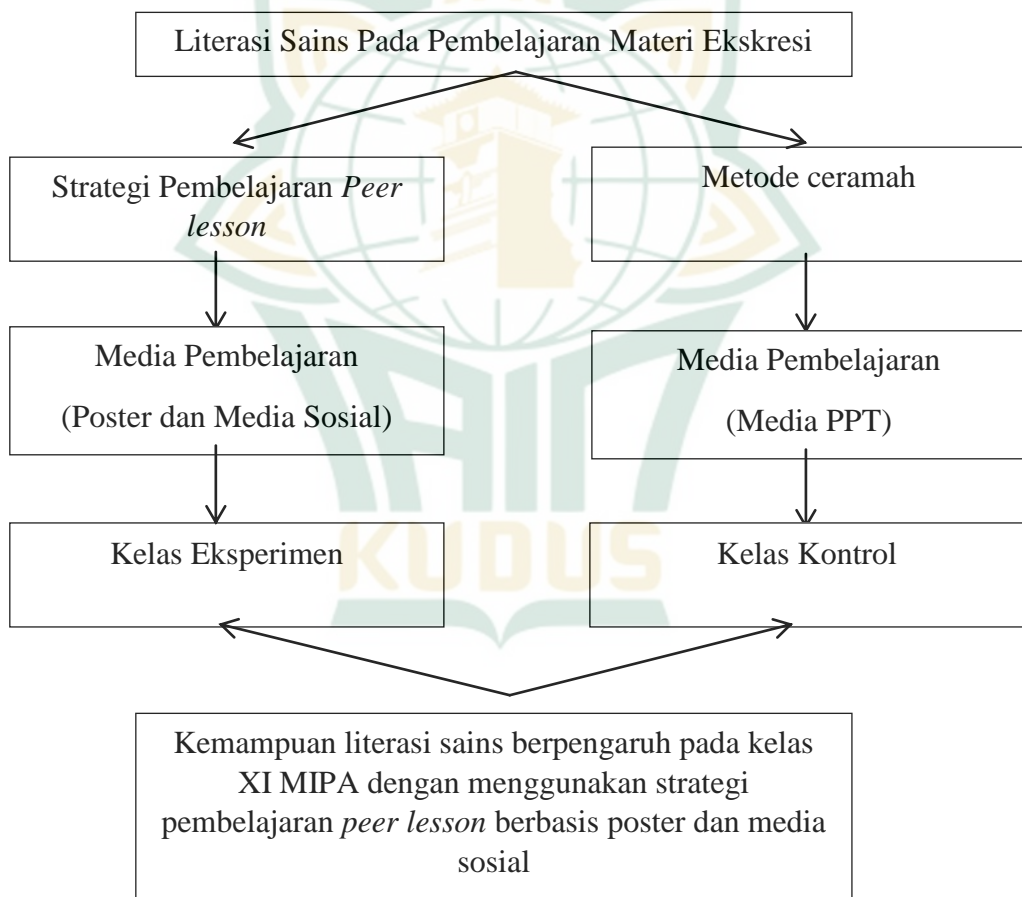 Literasi Sains Pada Pembelajaran Materi Ekskresi
Strategi Pembelajaran Peer
lesson
Metode ceramah
Media Pembelajaran
(Poster dan Media Sosial)
Media Pembelajaran
(Media PPT)
Kelas Eksperimen
Kelas Kontrol
IAIN
KUDUS
Kemampuan literasi sains berpengaruh pada kelas
XI MIPA dengan menggunakan strategi
pembelajaran peer lesson berbasis poster dan media
sosial